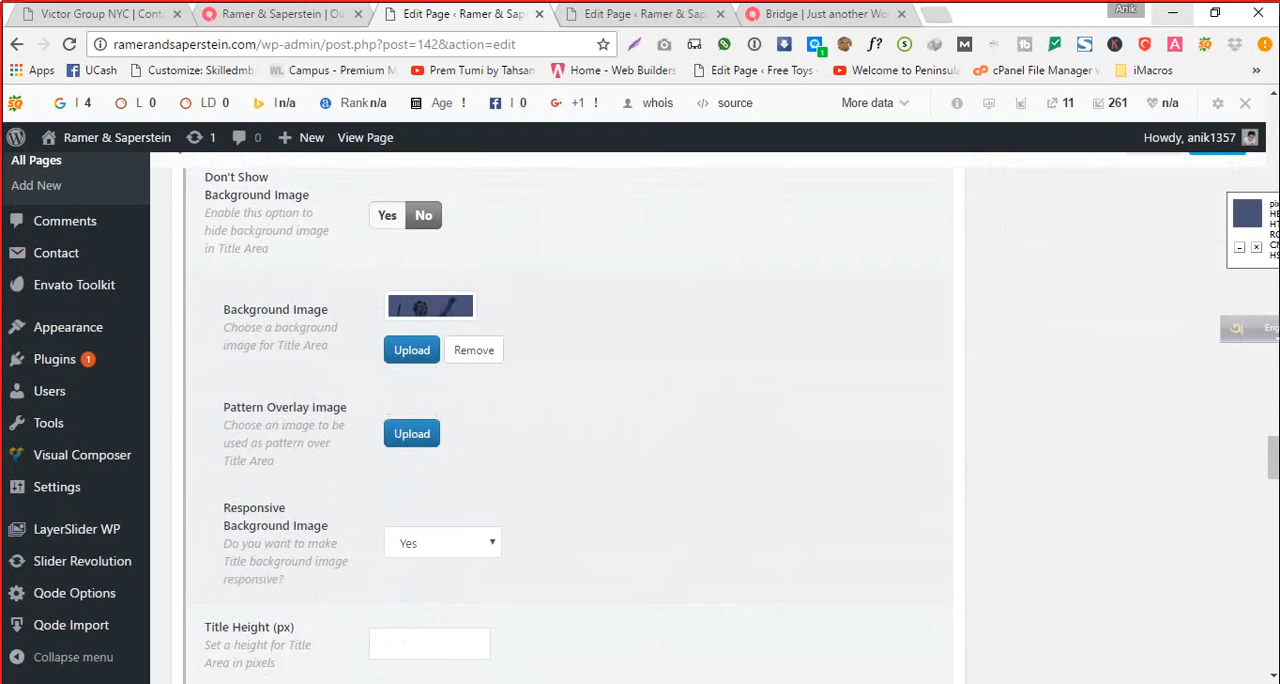 Victor Group NYC | Conta
Ramer & Saperstein | Ou
Edit Page ‹ Ramer & Sap
Edit Page ‹ Ramer & Sap
Bridge | Just another Wo
Anik
ramerandsaperstein.com/wp-admin/post.php?post=142&action=edit
Apps
UCash
Customize: Skilledmb
Campus - Premium M
Prem Tumi by Tahsan
Home - Web Builders
Edit Page ‹ Free Toys
Welcome to Peninsula
cPanel File Manager v
iMacros
I 4
L 0
LD 0
I n/a
Rank n/a
Age !
I 0
+1 !
whois
source
More data
11
261
n/a
Ramer & Saperstein
1
0
New
View Page
Howdy, anik1357
All Pages
Add New
Comments
Contact
Envato Toolkit
Appearance
Plugins 1
Users
Tools
Visual Composer
Settings
LayerSlider WP
Slider Revolution
Qode Options
Qode Import
Collapse menu
Don't Show
Background Image
Enable this option to
hide background image
in Title Area
Yes No
Background Image
Choose a background
image for Title Area
Upload Remove
Pattern Overlay Image
Choose an image to be
used as pattern over
Title Area
Upload
Responsive
Background Image
Do you want to make
Title background image
responsive?
Yes
Title Height (px)
Set a height for Title
Area in pixels
অ Eng